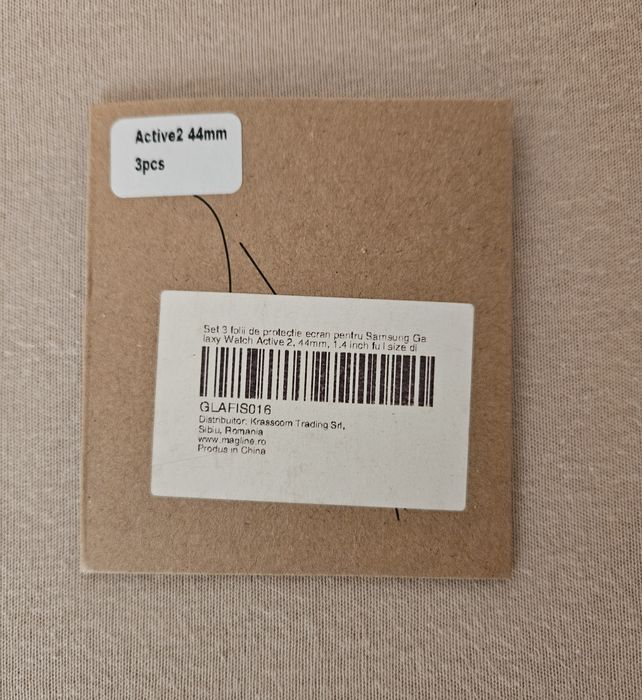 Active2 44mm
3pcs
Set 3 folii de protectie ecran pentru Samsung Ga
laxy Watch Active 2, 44mm, 1.4 inch full size di
GLAFIS016
Distribuitor: Krasscom Trading Srl,
Sibiu, Romania
www.magline.ro
Produs in China